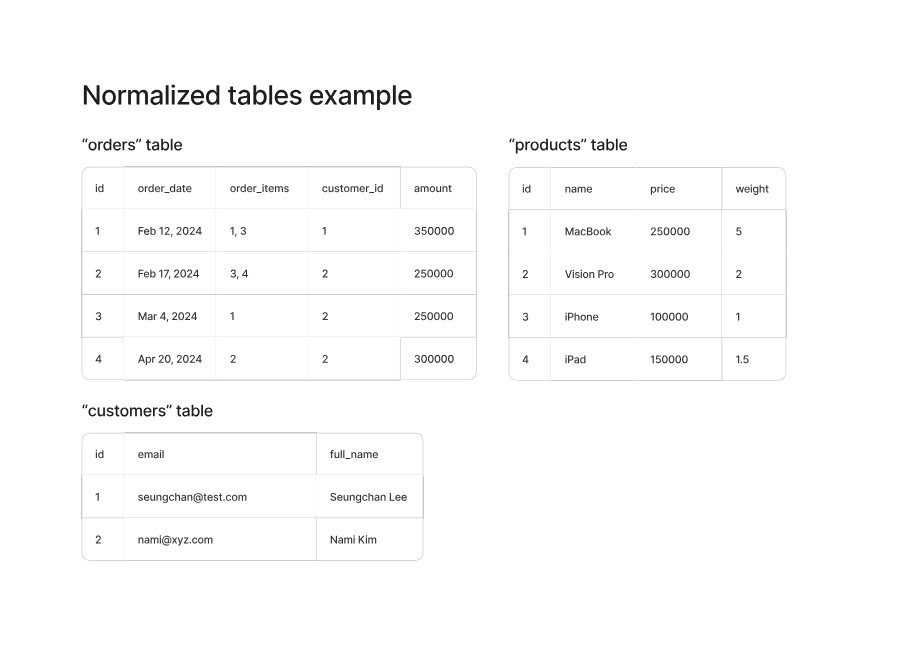 Normalized tables example
“orders” table
id order_date order_items customer_id amount
1 Feb 12, 2024 1, 3 1 350000
2 Feb 17, 2024 3, 4 2 250000
3 Mar 4, 2024 1 2 250000
4 Apr 20, 2024 2 2 300000
“products” table
id name price weight
1 MacBook 250000 5
2 Vision Pro 300000 2
3 iPhone 100000 1
4 iPad 150000 1.5
“customers” table
id email full_name
1 seungchan@test.com Seungchan Lee
2 nami@xyz.com Nami Kim